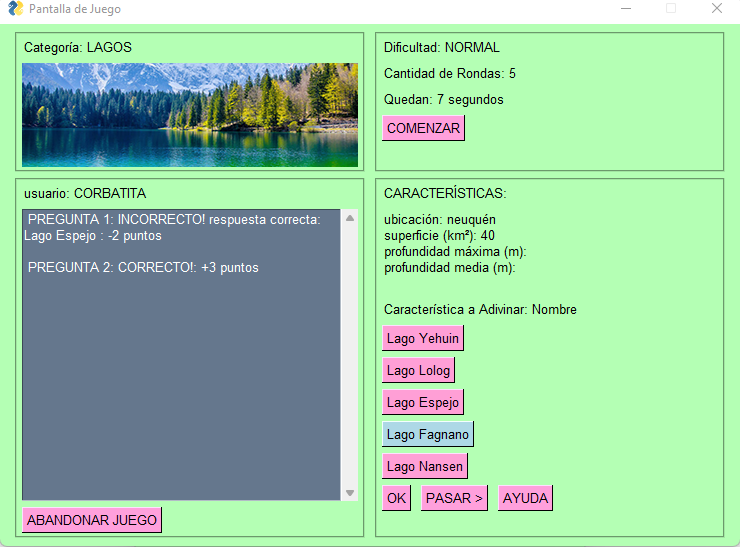 Pantalla de Juego
Categoría: LAGOS
Dificultad: NORMAL
Cantidad de Rondas: 5
Quedan: 7 segundos
COMENZAR
usuario: CORBATITA
PREGUNTA 1: INCORRECTO! respuesta correcta:
Lago Espejo : -2 puntos
PREGUNTA 2: CORRECTO!: +3 puntos
ABANDONAR JUEGO
CARACTERÍSTICAS:
ubicación: neuquén
superficie (km²): 40
profundidad máxima (m):
profundidad media (m):
Característica a Adivinar: Nombre
Lago Yehuin
Lago Lolog
Lago Espejo
Lago Fagnano
Lago Nansen
OK PASAR > AYUDA